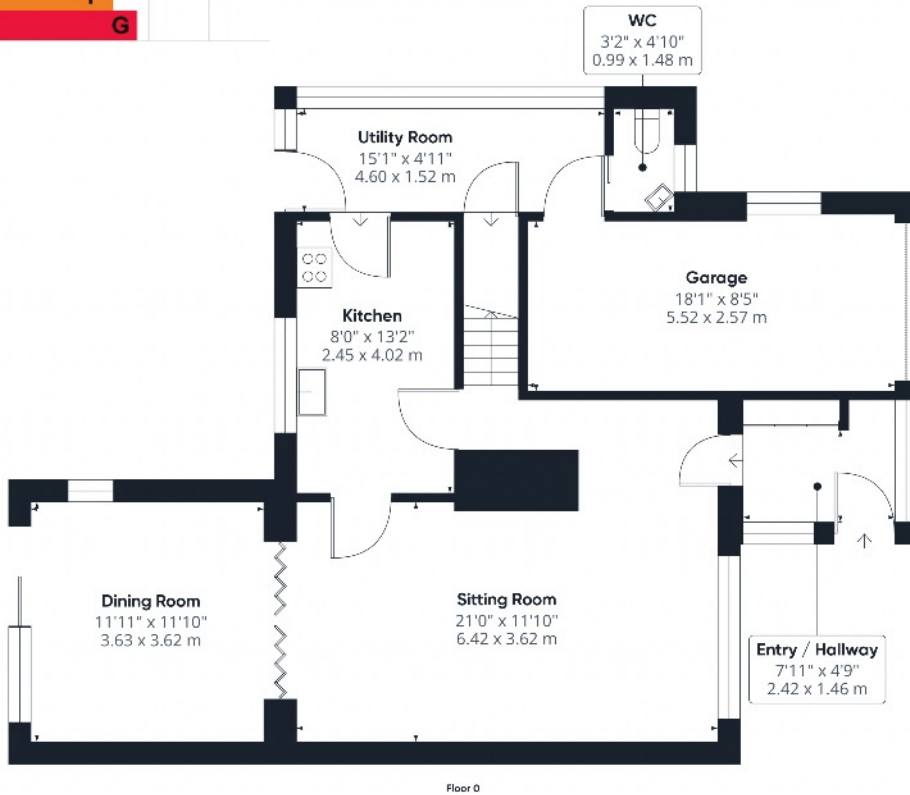 G
WC
3'2" x 4'10"
0.99 x 1.48 m
Utility Room
15'1" x 4'11"
4.60 x 1.52 m
Garage
18'1" x 8'5"
5.52 x 2.57 m
Kitchen
8'0" x 13'2"
2.45 x 4.02 m
Dining Room
11'11" x 11'10"
3.63 x 3.62 m
Sitting Room
21'0" x 11'10"
6.42 x 3.62 m
Entry / Hallway
7'11" x 4'9"
2.42 x 1.46 m
Floor 0